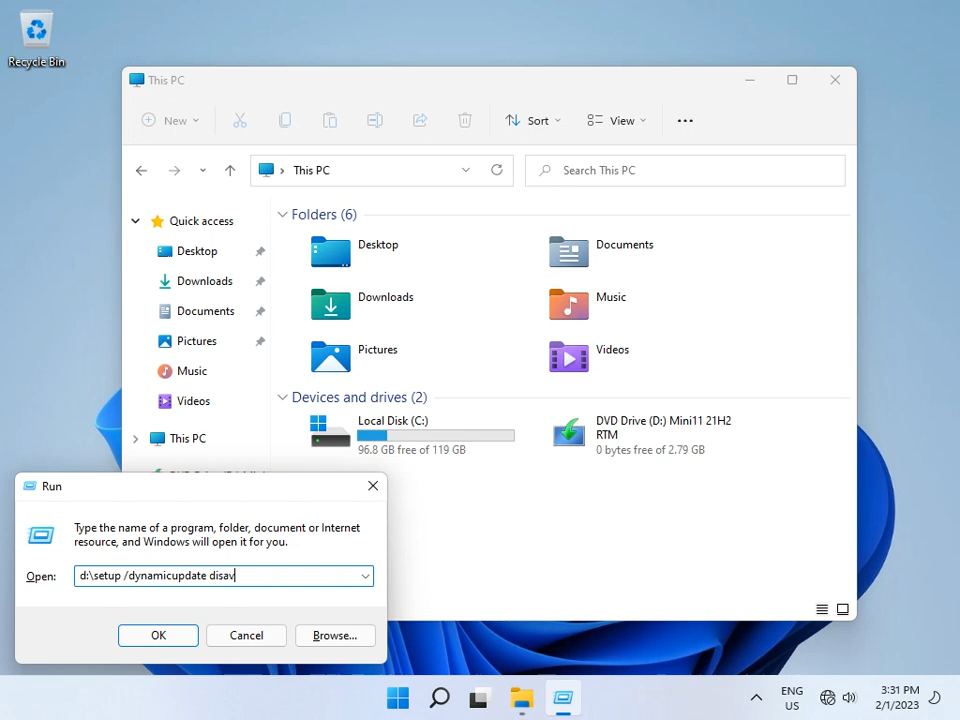 Recycle Bin
This PC
New
Sort
View
This PC
Search This PC
Quick access
Desktop
Downloads
Documents
Pictures
Music
Videos
This PC
Folders (6)
Desktop
Documents
Downloads
Music
Pictures
Videos
Devices and drives (2)
Local Disk (C:)
96.8 GB free of 119 GB
DVD Drive (D:) Mini11 21H2
RTM
0 bytes free of 2.79 GB
Run
Type the name of a program, folder, document or Internet
resource, and Windows will open it for you.
Open:
d:\setup /dynamicupdate disav
OK
Cancel
Browse...
ENG
US
3:31 PM
2/1/2023